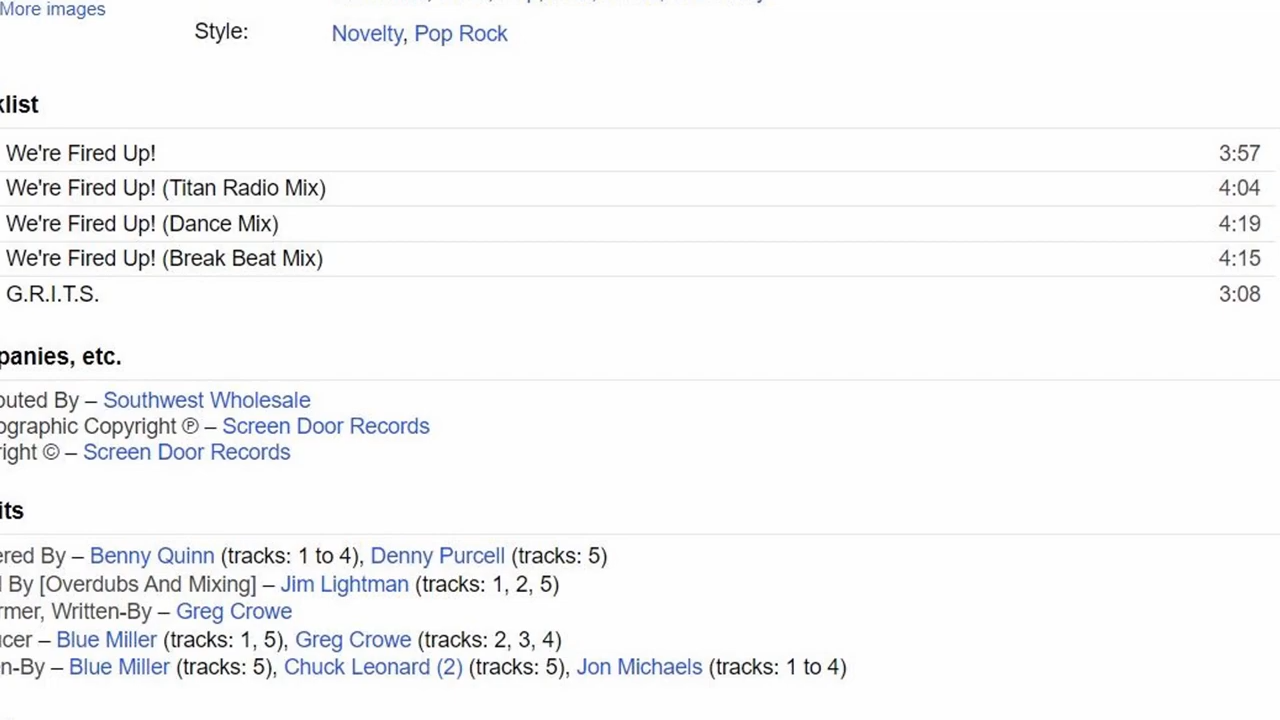 More images
Style: Novelty, Pop Rock
klist
We're Fired Up! 3:57
We're Fired Up! (Titan Radio Mix) 4:04
We're Fired Up! (Dance Mix) 4:19
We're Fired Up! (Break Beat Mix) 4:15
G.R.I.T.S. 3:08
panies, etc.
buted By – Southwest Wholesale
ographic Copyright ℗ – Screen Door Records
right © – Screen Door Records
its
ered By – Benny Quinn (tracks: 1 to 4), Denny Purcell (tracks: 5)
d By [Overdubs And Mixing] – Jim Lightman (tracks: 1, 2, 5)
rmer, Written-By – Greg Crowe
ucer – Blue Miller (tracks: 1, 5), Greg Crowe (tracks: 2, 3, 4)
n-By – Blue Miller (tracks: 5), Chuck Leonard (2) (tracks: 5), Jon Michaels (tracks: 1 to 4)